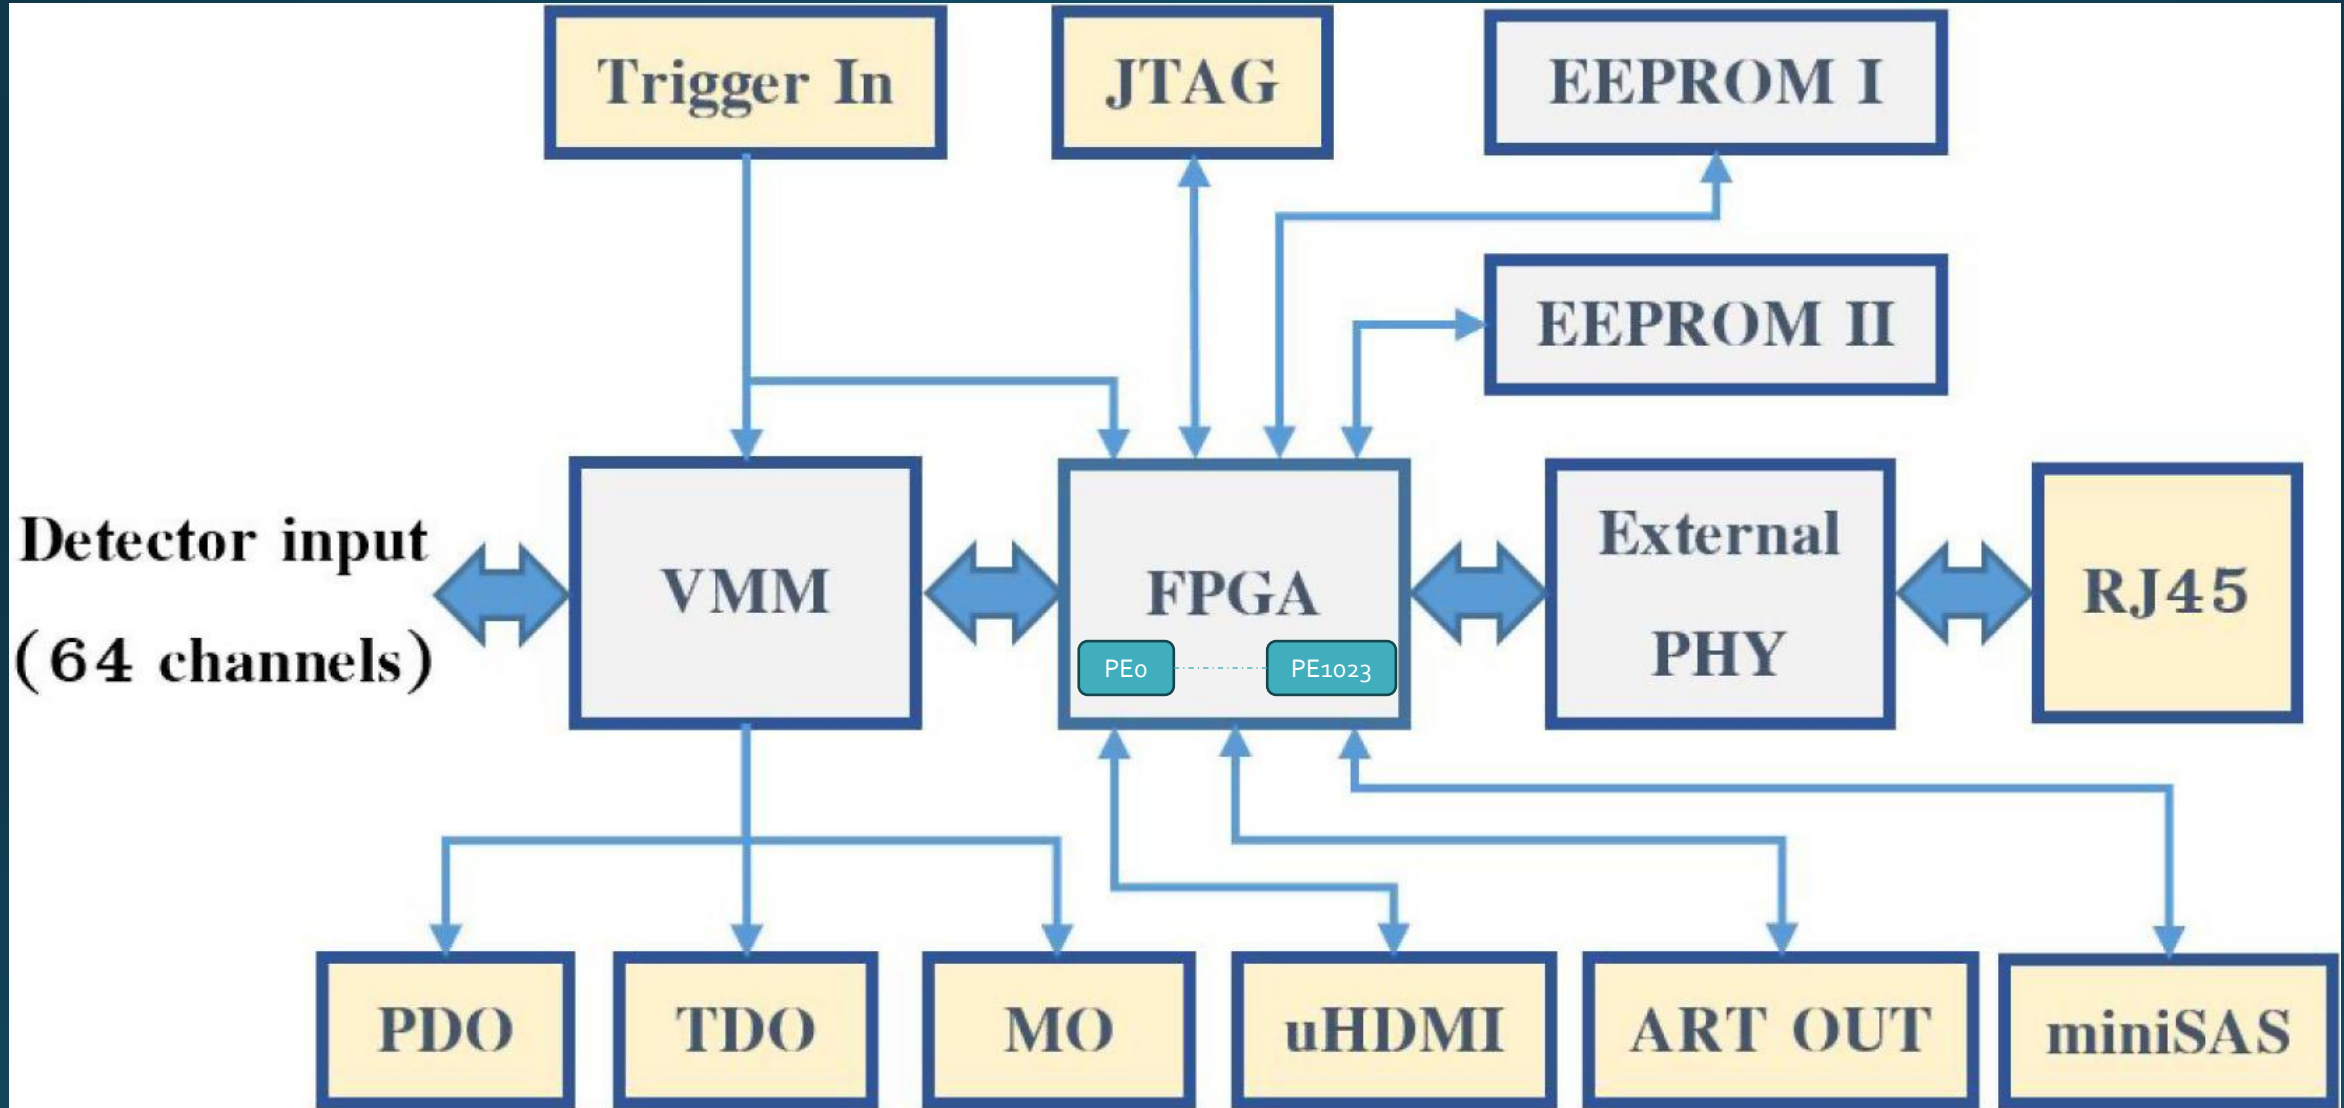 Trigger In
JTAG
EEPROM I
EEPROM II
Detector input
(64 channels)
VMM
FPGA
PE0
PE1023
External
PHY
RJ45
PDO
TDO
MO
uHDMI
ART OUT
miniSAS